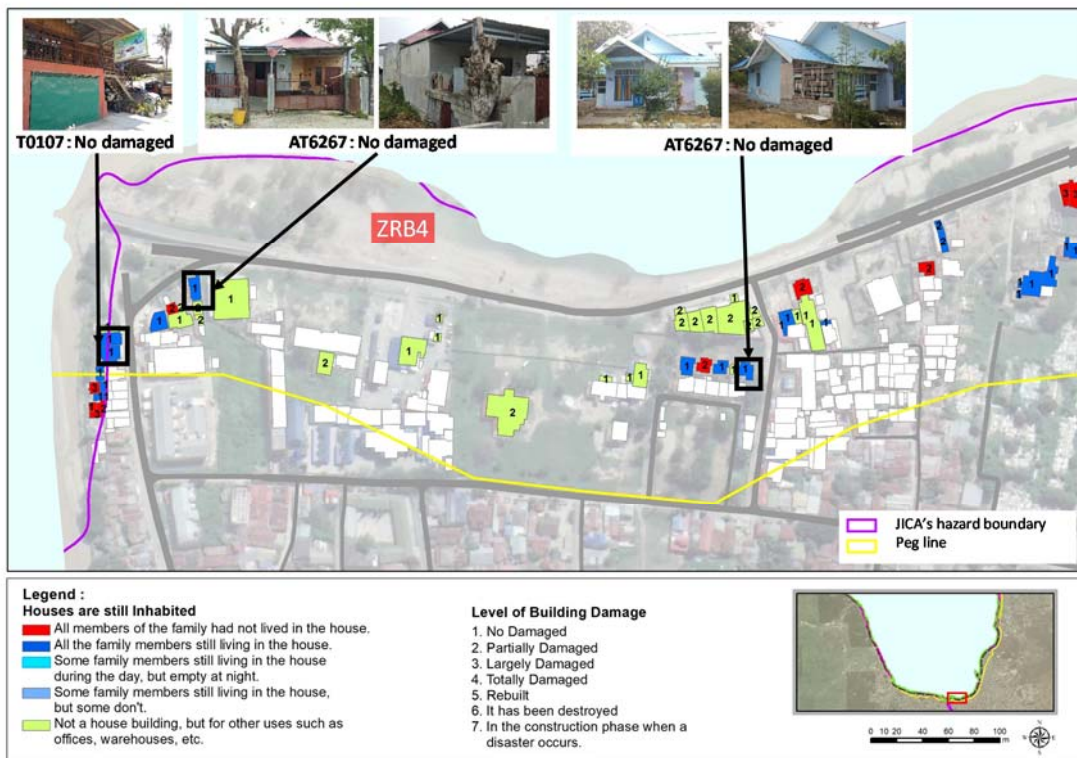 T0107 : No damaged
AT6267 : No damaged
AT6267 : No damaged
ZRB4
JICA's hazard boundary
Peg line
Legend :
Houses are still Inhabited
All members of the family had not lived in the house.
All the family members still living in the house.
Some family members still living in the house
during the day, but empty at night.
Some family members still living in the house,
but some don't.
Not a house building, but for other uses such as
offices, warehouses, etc.
Level of Building Damage
1. No Damaged
2. Partially Damaged
3. Largely Damaged
4. Totally Damaged
5. Rebuilt
6. It has been destroyed
7. In the construction phase when a
disaster occurs.
0 10 20 40 60 80 100
m
N